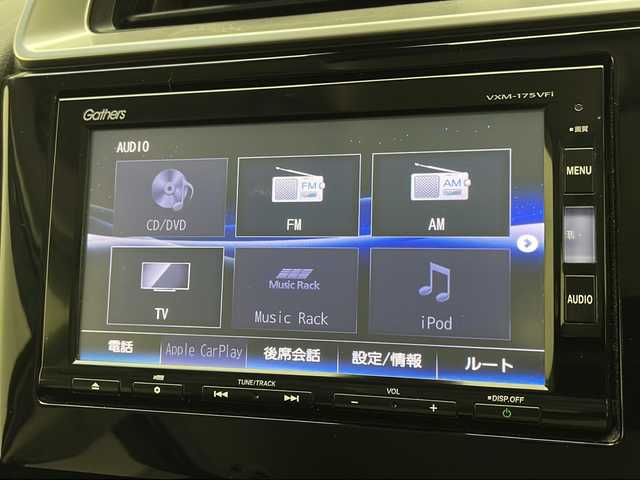 Gathers
VXM-175VFi
AUDIO
■画質
MENU
CD/DVD
FM
FM
AM
AM
TV
Music Rack
Music Rack
iPod
AUDIO
電話
Apple CarPlay
後席会話
設定/情報
ルート
TUNE/TRACK
VOL
■DISP.OFF